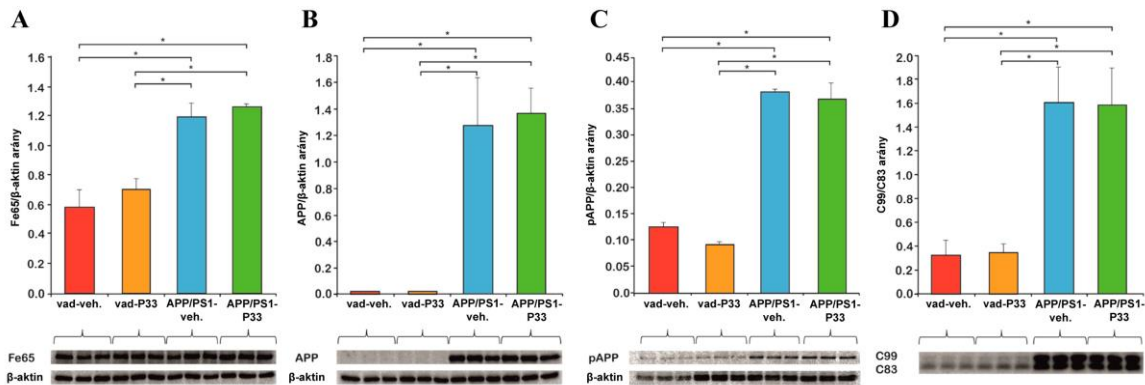 A
Fe65/β-aktin arány
1.6
1.4
1.2
1.0
0.8
0.6
0.4
0.2
0.0
*
*
*
*
vad-veh.
vad-P33
APP/PS1-
veh.
APP/PS1-
P33
Fe65
β-aktin
B
APP/β-aktin arány
1.8
1.6
1.4
1.2
1.0
0.8
0.6
0.4
0.2
0.0
*
*
*
*
vad-veh.
vad-P33
APP/PS1-
veh.
APP/PS1-
P33
APP
β-aktin
C
pAPP/β-aktin arány
0.45
0.40
0.35
0.30
0.25
0.20
0.15
0.10
0.05
0.00
*
*
*
*
vad-veh.
vad-P33
APP/PS1-
veh.
APP/PS1-
P33
pAPP
β-aktin
D
C99/C83 arány
2.0
1.8
1.6
1.4
1.2
1.0
0.8
0.6
0.4
0.2
0.0
*
*
*
*
vad-veh.
vad-P33
APP/PS1-
veh.
APP/PS1-
P33
C99
C83